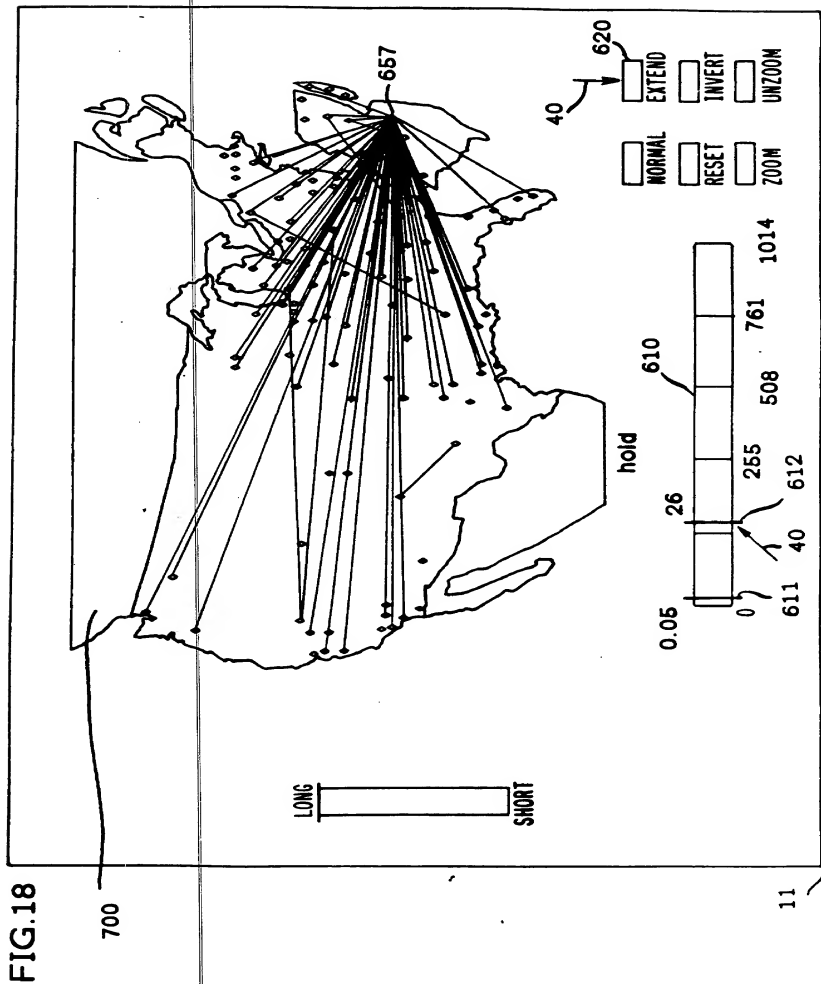 FIG.18
700
11
LONG
SHORT
657
hold
0.05
26
0
255
508
761
1014
610
611
612
40
40
620
NORMAL
EXTEND
RESET
INVERT
ZOOM
UNZOOM